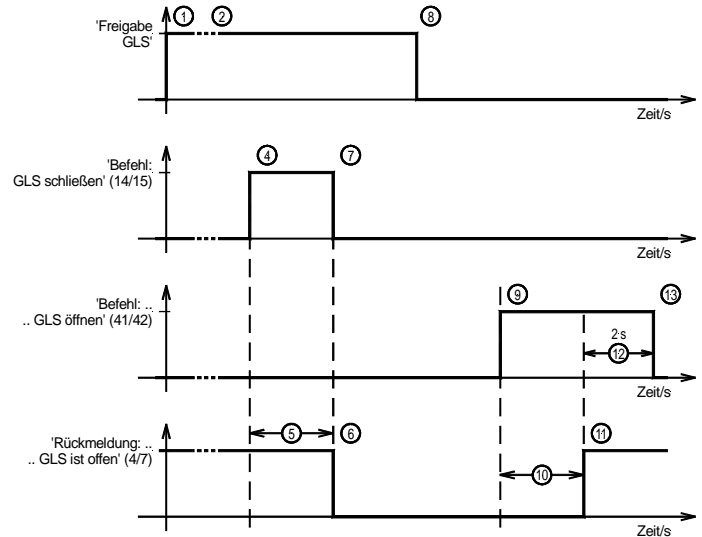 'Freigabe
GLS'
1
2
8
Zeit/s
'Befehl:
GLS schließen' (14/15)
4
7
Zeit/s
'Befehl: ..
.. GLS öffnen' (41/42)
9
13
2·s
12
Zeit/s
'Rückmeldung: ..
.. GLS ist offen' (4/7)
5
6
11
10
Zeit/s